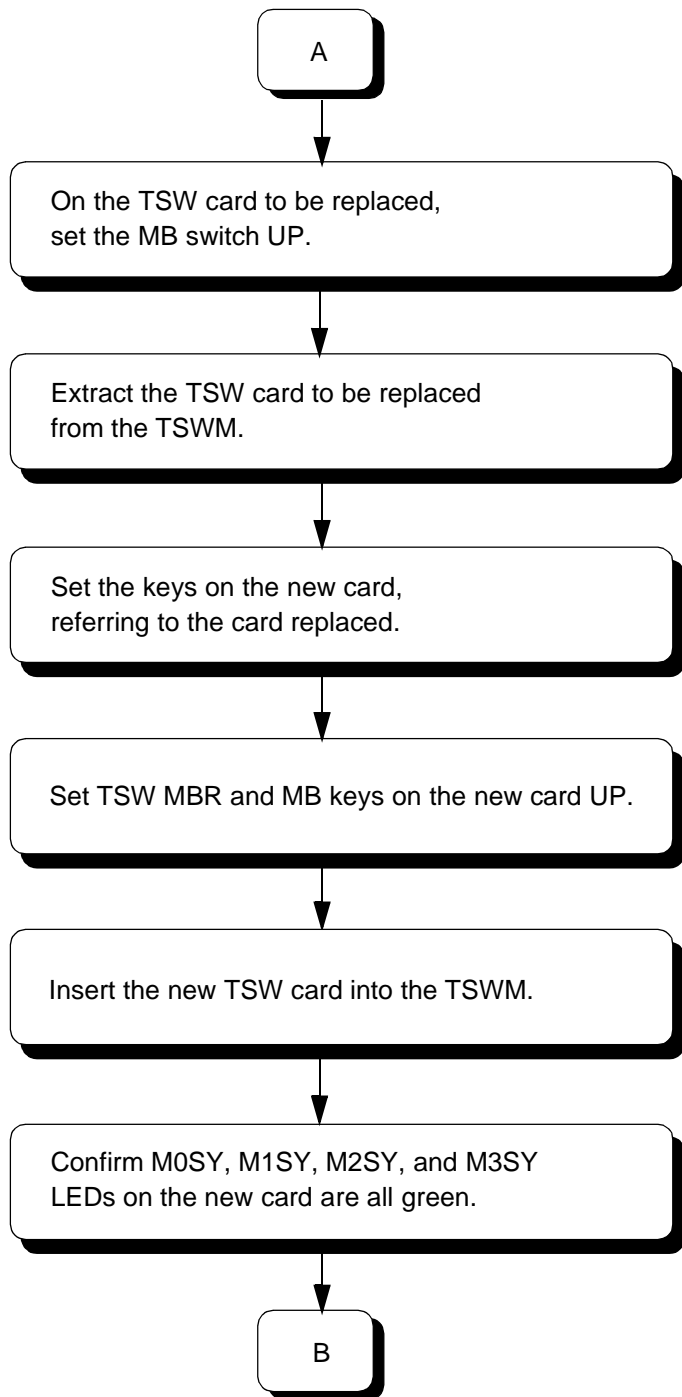 A
On the TSW card to be replaced,
set the MB switch UP.
Extract the TSW card to be replaced
from the TSWM.
Set the keys on the new card,
referring to the card replaced.
Set TSW MBR and MB keys on the new card UP.
Insert the new TSW card into the TSWM.
Confirm M0SY, M1SY, M2SY, and M3SY
LEDs on the new card are all green.
B